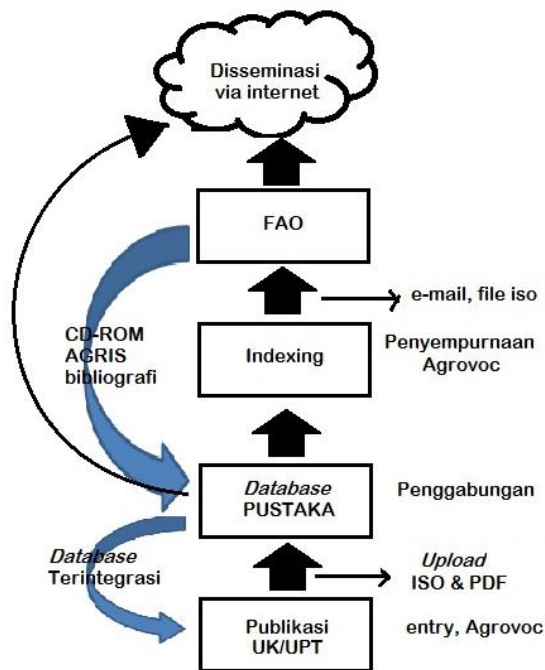 Disseminasi
via internet
FAO
e-mail, file iso
CD-ROM
AGRIS
bibliografi
Indexing
Penyempurnaan
Agrovoc
Database
PUSTAKA
Penggabungan
Database
Terintegrasi
Upload
ISO & PDF
Publikasi
UK/UPT
entry, Agrovoc